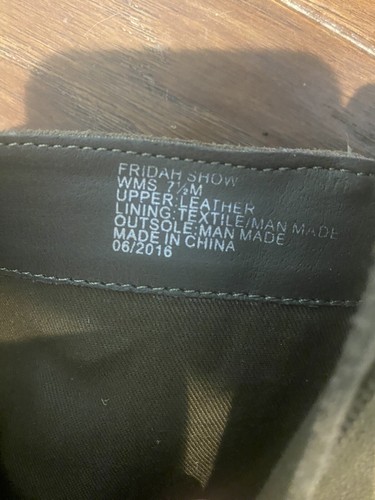 FRIDAH SHOW
WMS 7½M
UPPER:LEATHER
LINING:TEXTILE/MAN MADE
OUTSOLE:MAN MADE
MADE IN CHINA
06/2016